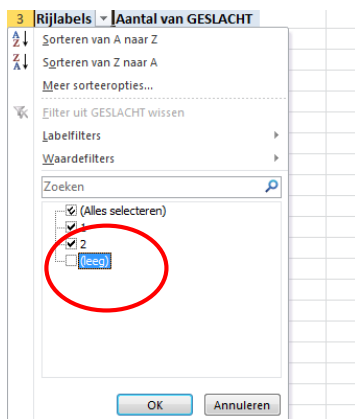 3 Rijlabels Aantal van GESLACHT
Sorteren van A naar Z
Sorteren van Z naar A
Meer sorteeropties...
Filter uit GESLACHT wissen
Labelfilters
Waardefilters
Zoeken
(Alles selecteren)
1
2
(leeg)
OK Annuleren